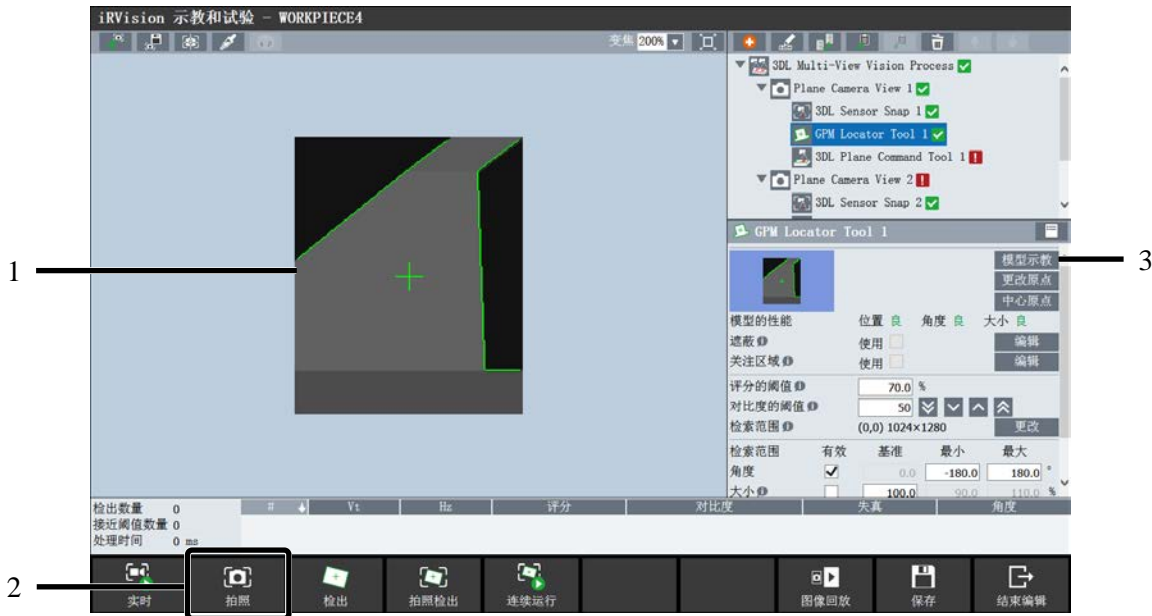 iRVision 示教和试验 - WORKPIECE4
变焦 200%
3DL Multi-View Vision Process
Plane Camera View 1
3DL Sensor Snap 1
GPM Locator Tool 1
3DL Plane Command Tool 1
Plane Camera View 2
3DL Sensor Snap 2
GPM Locator Tool 1
1
3
模型示教
更改原点
中心原点
模型的性能 位置 良 角度 良 大小 良
遮蔽 使用 编辑
关注区域 使用 编辑
评分的阈值 70.0 %
对比度的阈值 50
检索范围 (0,0) 1024×1280 更改
检索范围 有效 基准 最小 最大
角度 0.0 -180.0 180.0 °
大小 100.0 90.0 110.0 %
检出数量 0
接近阈值数量 0
处理时间 0 ms
# Vt Hz 评分 对比度 失真 角度
2
实时 拍照 检出 拍照检出 连续运行 图像回放 保存 结束编辑